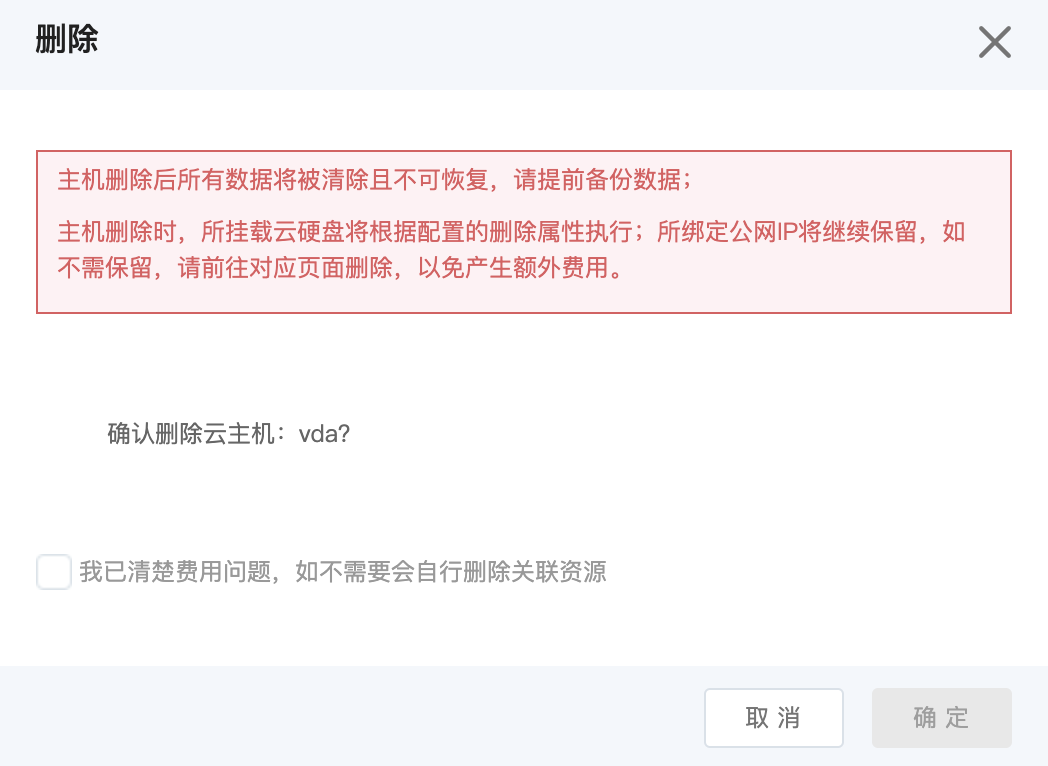 删除
主机删除后所有数据将被清除且不可恢复，请提前备份数据；
主机删除时，所挂载云硬盘将根据配置的删除属性执行；所绑定公网IP将继续保留，如
不需保留，请前往对应页面删除，以免产生额外费用。
确认删除云主机：vda?
我已清楚费用问题，如不需要会自行删除关联资源
取 消
确 定